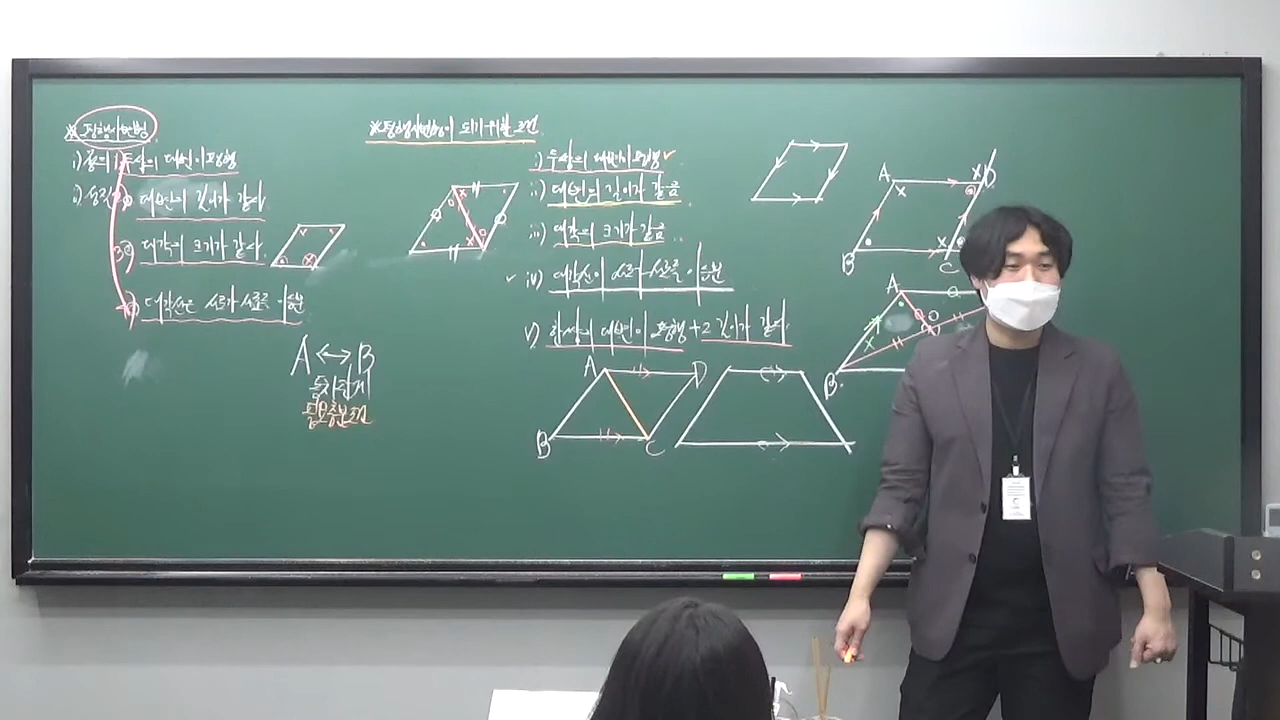 ※ 평행사변형
i) 정의 1. 두쌍의 대변이 평행
ii) 성질 ② 대변의 길이가 같다.
③ 대각의 크기가 같다.
④ 대각선은 서로가 서로를 이등분
A ↔ B
동치관계
필요충분조건
※ 평행사변형이 되기 위한 조건.
i) 두쌍의 대변이 평행
ii) 대변의 길이가 같음
iii) 대각의 크기가 같음
iv) 대각선이 서로 서로를 이등분
v) 한쌍의 대변이 평행 + 그 길이가 같다.
A D
B C
A D
B C
A
B